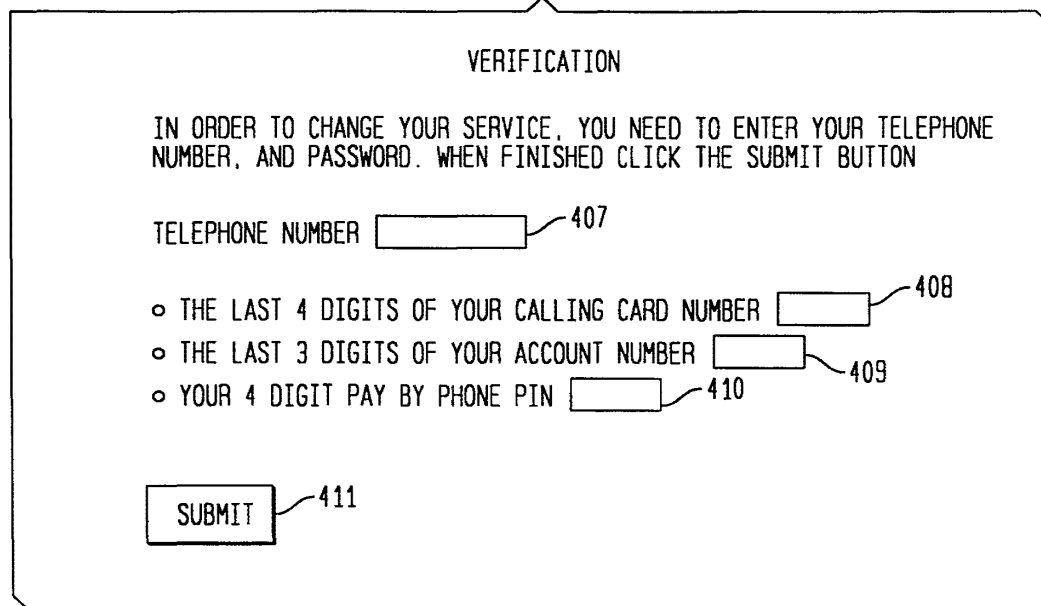 VERIFICATION
IN ORDER TO CHANGE YOUR SERVICE, YOU NEED TO ENTER YOUR TELEPHONE
NUMBER, AND PASSWORD. WHEN FINISHED CLICK THE SUBMIT BUTTON
TELEPHONE NUMBER 407
○ THE LAST 4 DIGITS OF YOUR CALLING CARD NUMBER 408
○ THE LAST 3 DIGITS OF YOUR ACCOUNT NUMBER 409
○ YOUR 4 DIGIT PAY BY PHONE PIN 410
SUBMIT 411